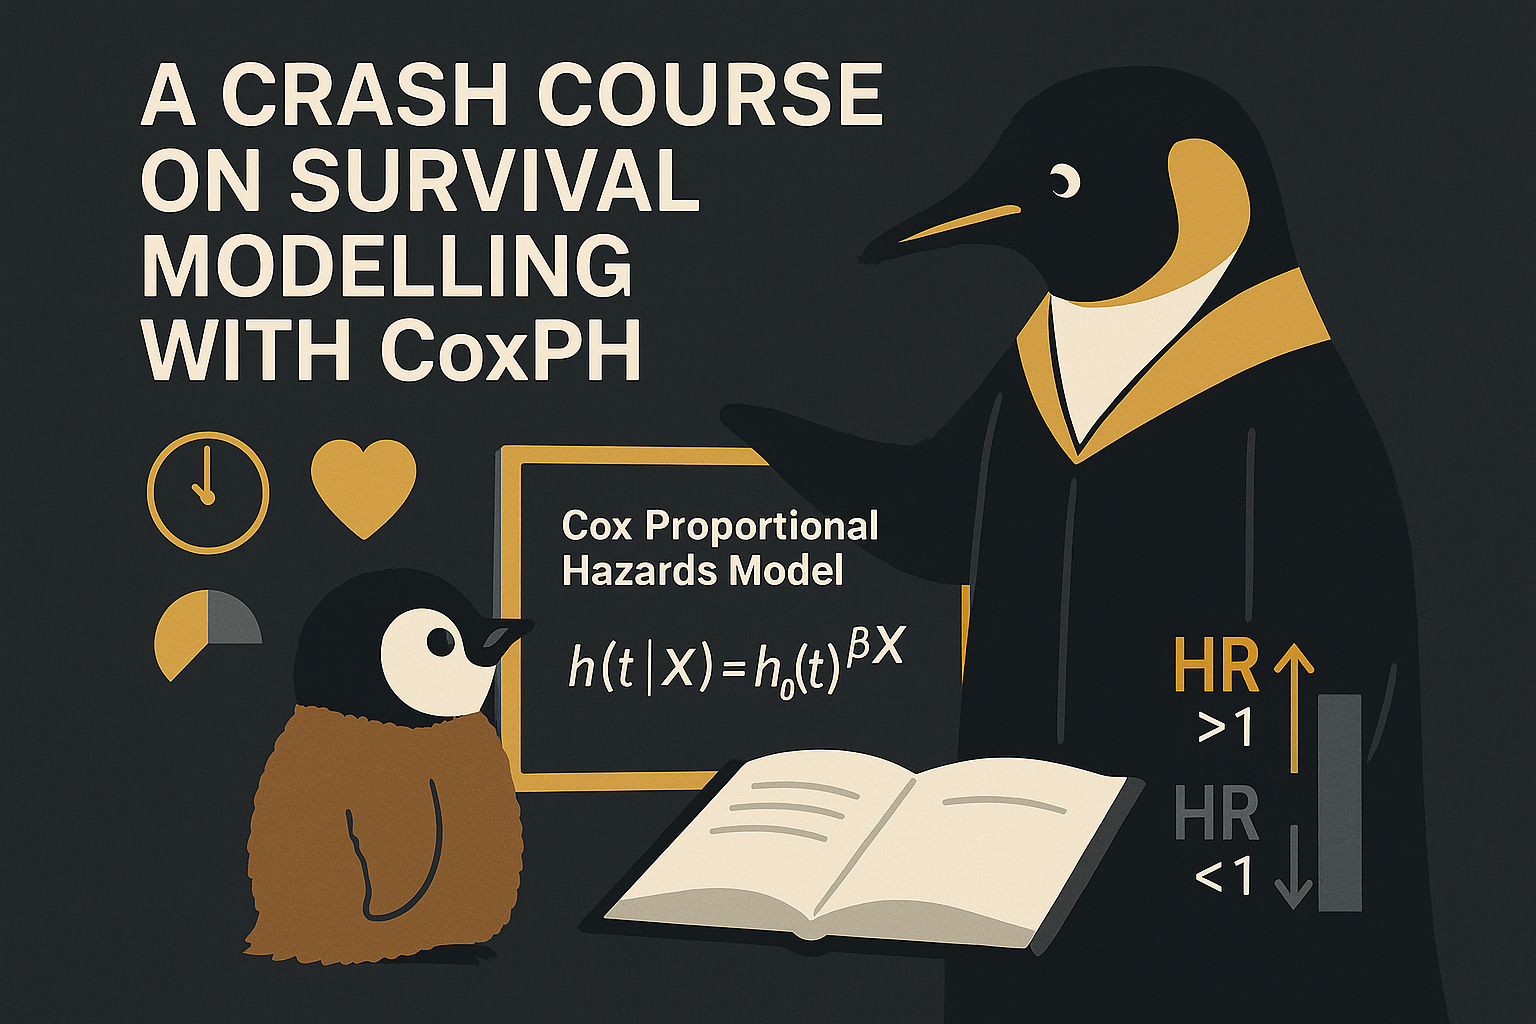 A CRASH COURSE
ON SURVIVAL
MODELLING
WITH CoxPH
Cox Proportional
Hazards Model
h(t|X)=h₀(t)^βX
HR
>1
HR
<1